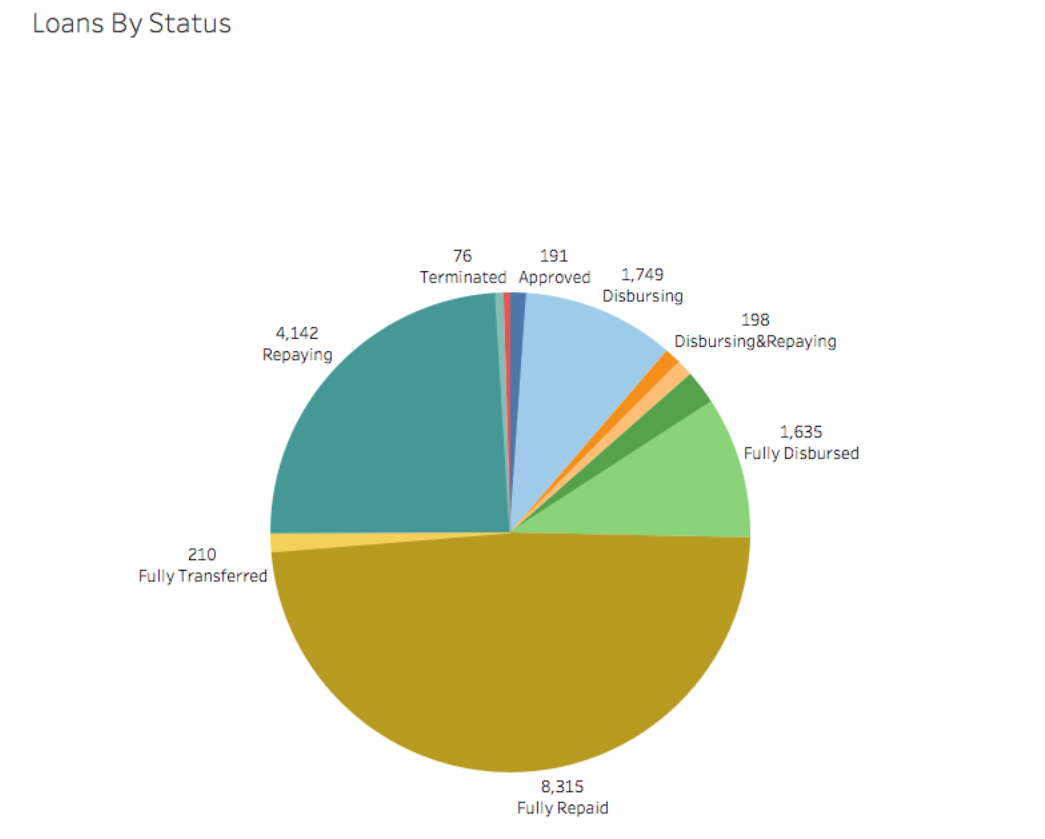 Loans By Status
76
Terminated
191
Approved
1,749
Disbursing
198
Disbursing&Repaying
4,142
Repaying
1,635
Fully Disbursed
210
Fully Transferred
8,315
Fully Repaid